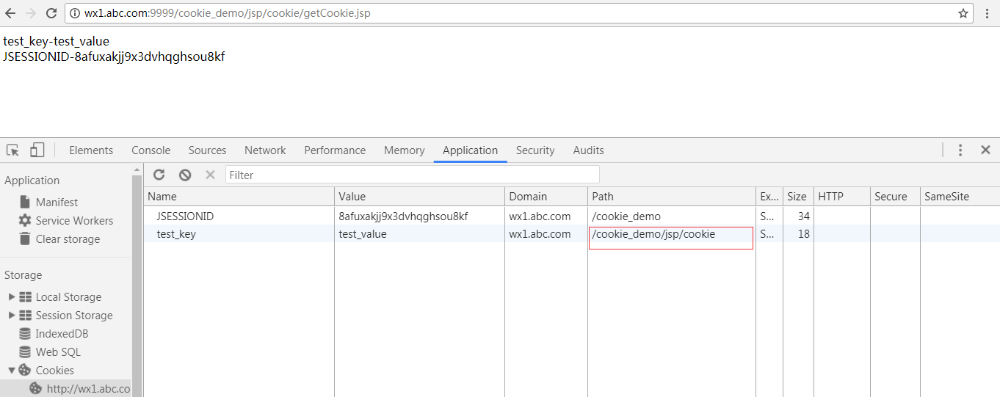 wx1.abc.com:9999/cookie_demo/jsp/cookie/getCookie.jsp
test_key-test_value
JSESSIONID-8afuxakjj9x3dvhqghsou8kf
Elements Console Sources Network Performance Memory Application Security Audits
Application
Manifest
Service Workers
Clear storage
Storage
Local Storage
Session Storage
IndexedDB
Web SQL
Cookies
http://wx1.abc.co
Filter
Name Value Domain Path Ex... Size HTTP Secure SameSite
JSESSIONID 8afuxakjj9x3dvhqghsou8kf wx1.abc.com /cookie_demo S... 34
test_key test_value wx1.abc.com /cookie_demo/jsp/cookie S... 18